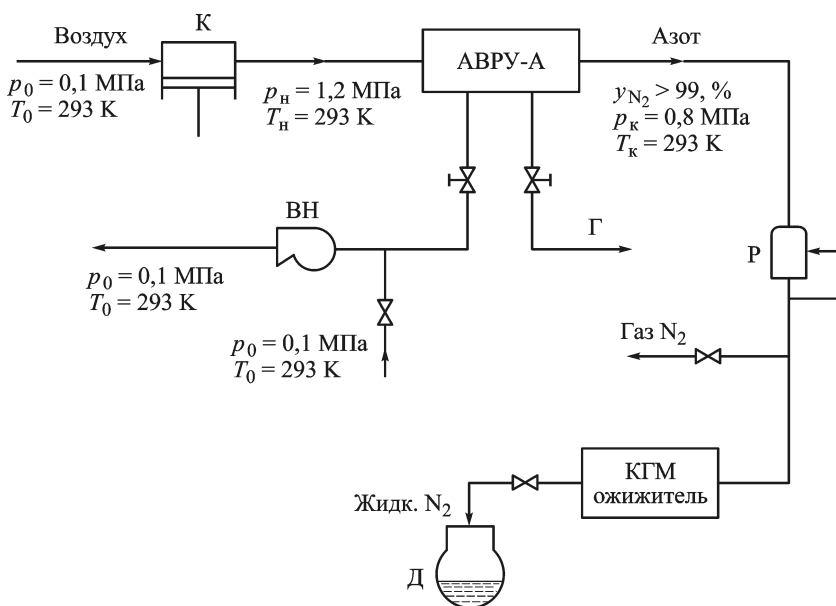 Воздух
К
p0 = 0,1 МПа
T0 = 293 К
pн = 1,2 МПа
Tн = 293 К
АВРУ-А
Азот
yN2 > 99, %
pк = 0,8 МПа
Tк = 293 К
ВН
Г
Р
p0 = 0,1 МПа
T0 = 293 К
p0 = 0,1 МПа
T0 = 293 К
Газ N2
КГМ
ожижитель
Жидк. N2
Д